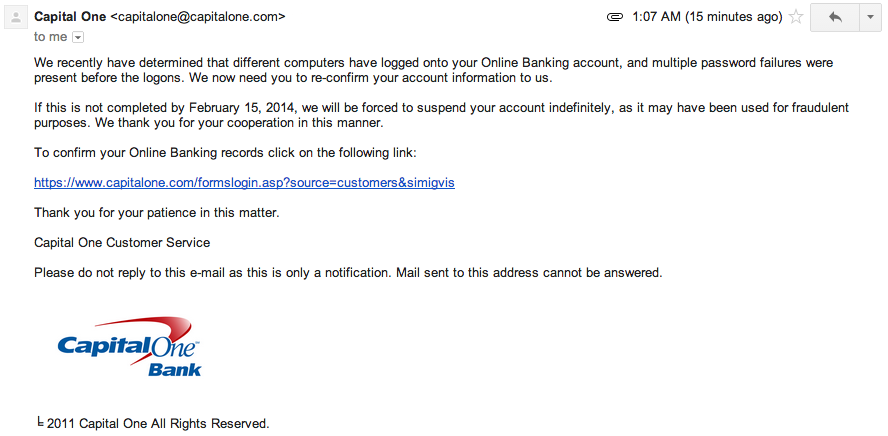 Capital One <capitalone@capitalone.com> 1:07 AM (15 minutes ago)
to me
We recently have determined that different computers have logged onto your Online Banking account, and multiple password failures were
present before the logons. We now need you to re-confirm your account information to us.
If this is not completed by February 15, 2014, we will be forced to suspend your account indefinitely, as it may have been used for fraudulent
purposes. We thank you for your cooperation in this manner.
To confirm your Online Banking records click on the following link:
https://www.capitalone.com/formslogin.asp?source=customers&simigvis
Thank you for your patience in this matter.
Capital One Customer Service
Please do not reply to this e-mail as this is only a notification. Mail sent to this address cannot be answered.
CapitalOne™
Bank
╘ 2011 Capital One All Rights Reserved.